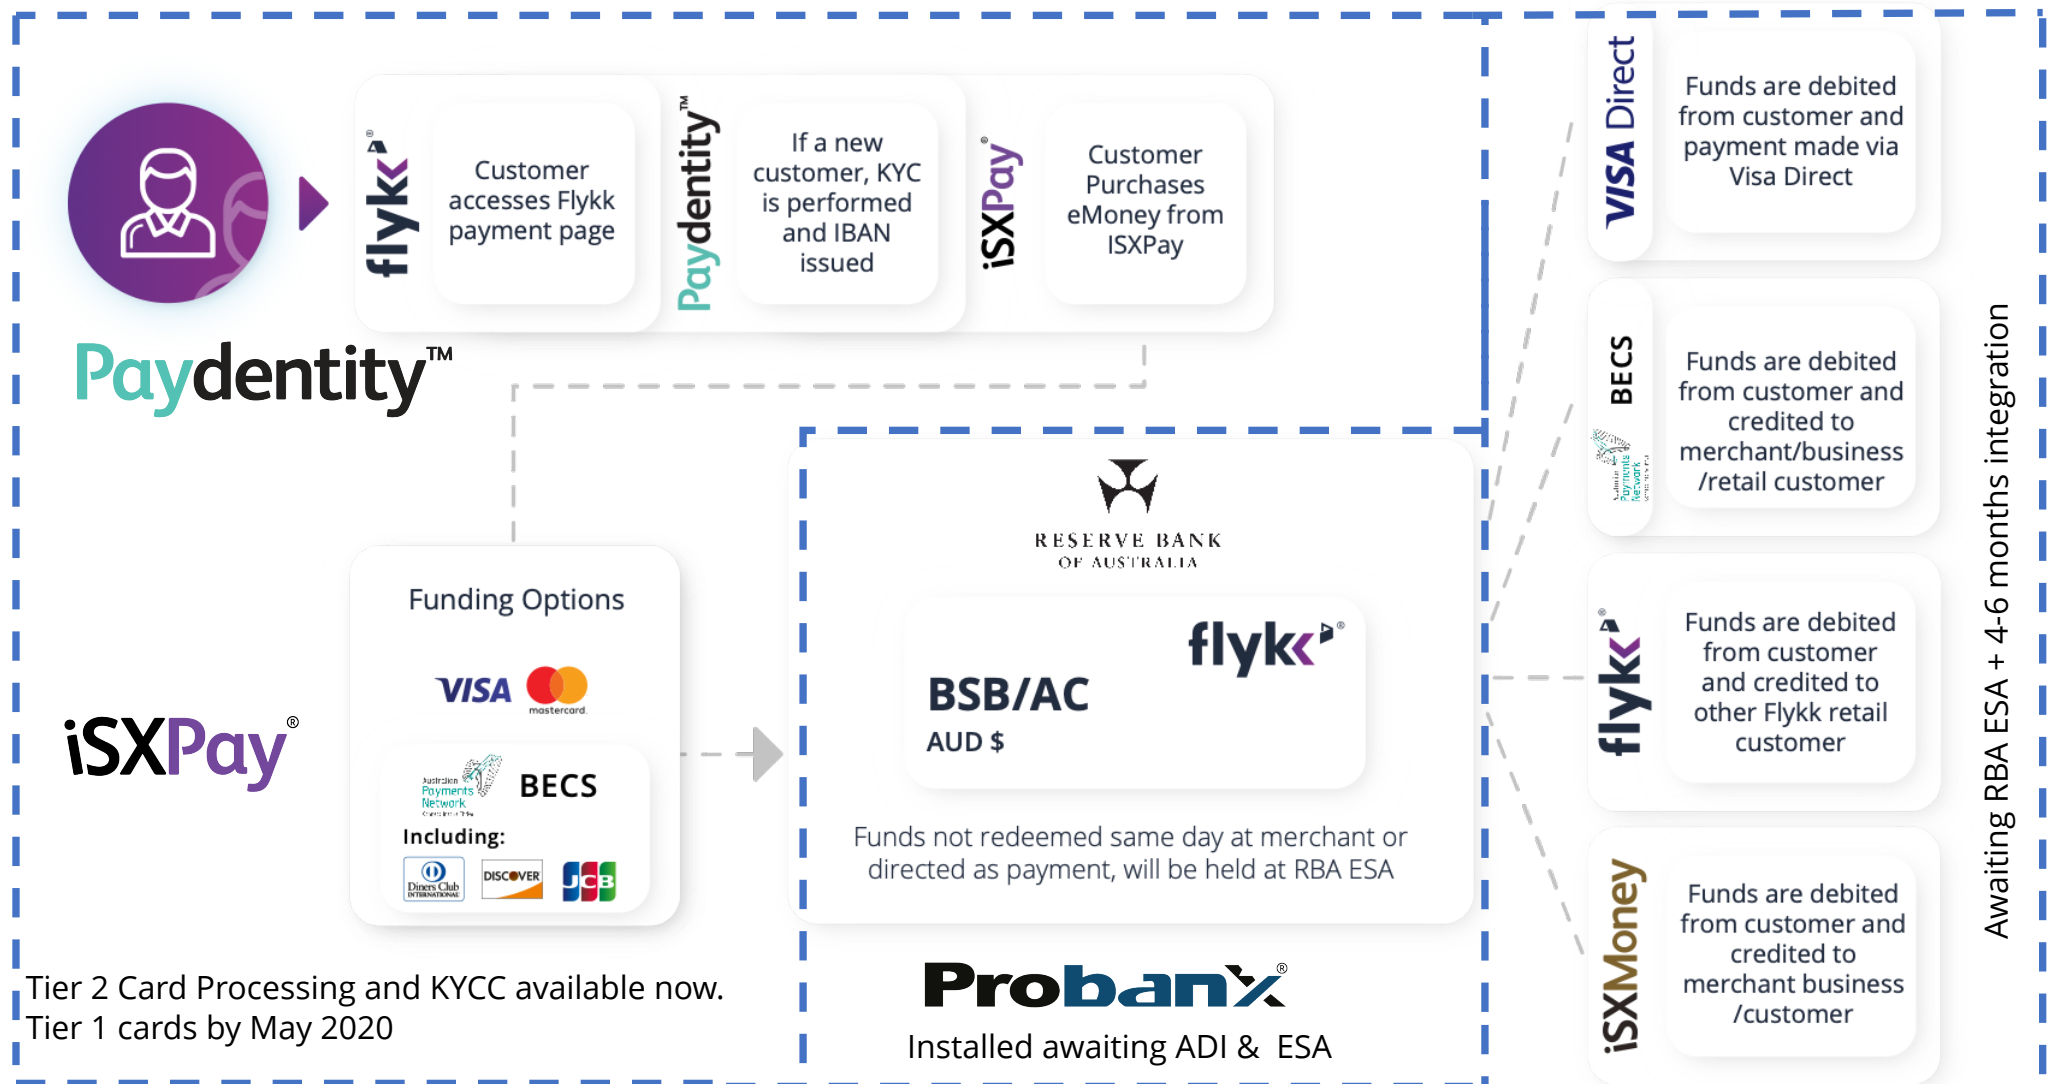 flykk®
Customer
accesses Flykk
payment page
Paydentity™
If a new
customer, KYC
is performed
and IBAN
issued
iSXPay®
Customer
Purchases
eMoney from
ISXPay
Paydentity™
iSXPay®
Funding Options
VISA
mastercard.
Australian
Payments
Network
BECS
Including:
Diners Club
INTERNATIONAL
DISCOVER
JCB
Tier 2 Card Processing and KYCC available now.
Tier 1 cards by May 2020
RESERVE BANK
OF AUSTRALIA
flykk®
BSB/AC
AUD $
Funds not redeemed same day at merchant or
directed as payment, will be held at RBA ESA
Probanx®
Installed awaiting ADI & ESA
VISA Direct
Funds are debited
from customer and
payment made via
Visa Direct
BECS
Payments
Network
Funds are debited
from customer and
credited to
merchant/business
/retail customer
flykk®
Funds are debited
from customer
and credited to
other Flykk retail
customer
iSXMoney
Funds are debited
from customer and
credited to
merchant business
/customer
Awaiting RBA ESA + 4-6 months integration